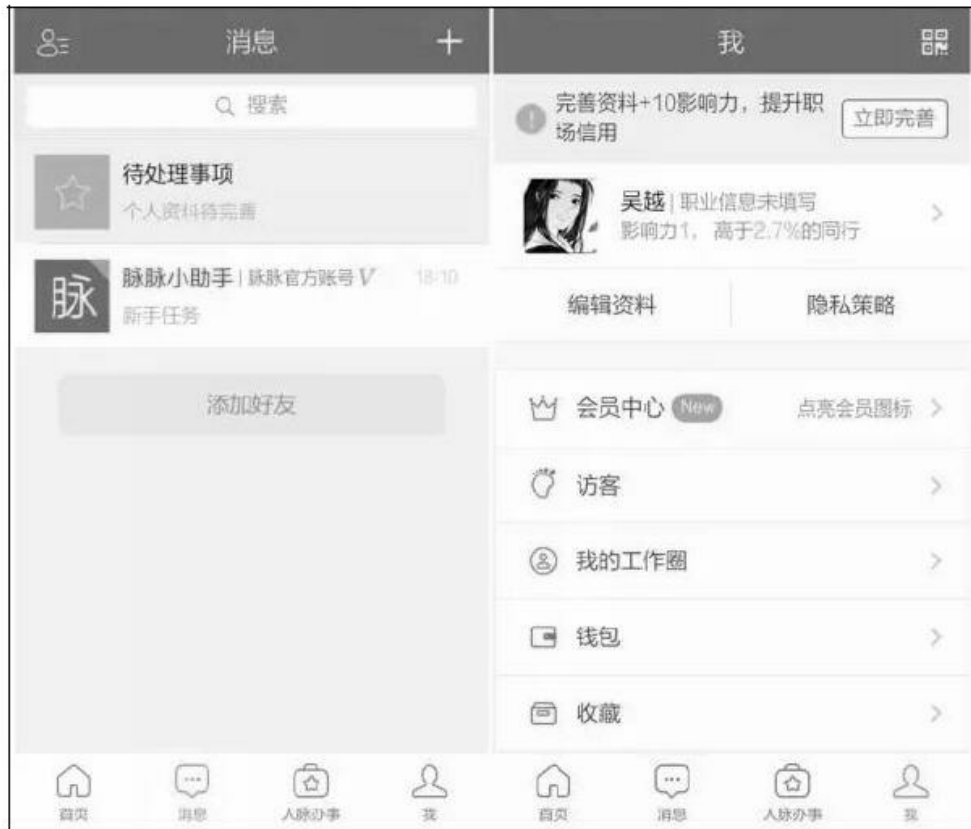 消息
搜索
待处理事项
个人资料待完善
脉脉小助手 | 脉脉官方账号 V 18:10
新手任务
添加好友
首页 消息 人脉办事 我
我
完善资料+10影响力，提升职
场信用
立即完善
吴越 | 职业信息未填写
影响力1，高于2.7%的同行
编辑资料 隐私策略
会员中心 New 点亮会员图标
访客
我的工作圈
钱包
收藏
首页 消息 人脉办事 我